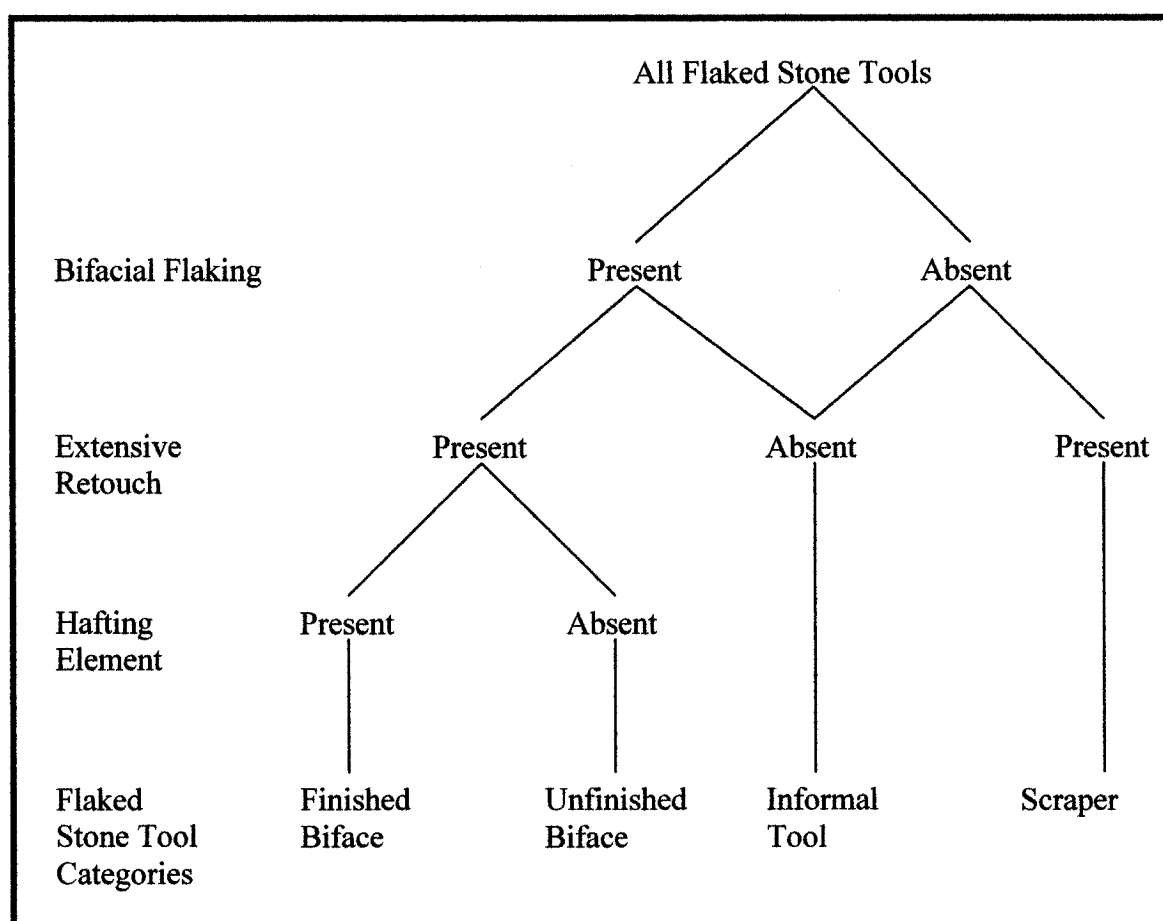 All Flaked Stone Tools
Bifacial Flaking
Present
Absent
Extensive
Retouch
Present
Absent
Present
Hafting
Element
Present
Absent
Flaked
Stone Tool
Categories
Finished
Biface
Unfinished
Biface
Informal
Tool
Scraper